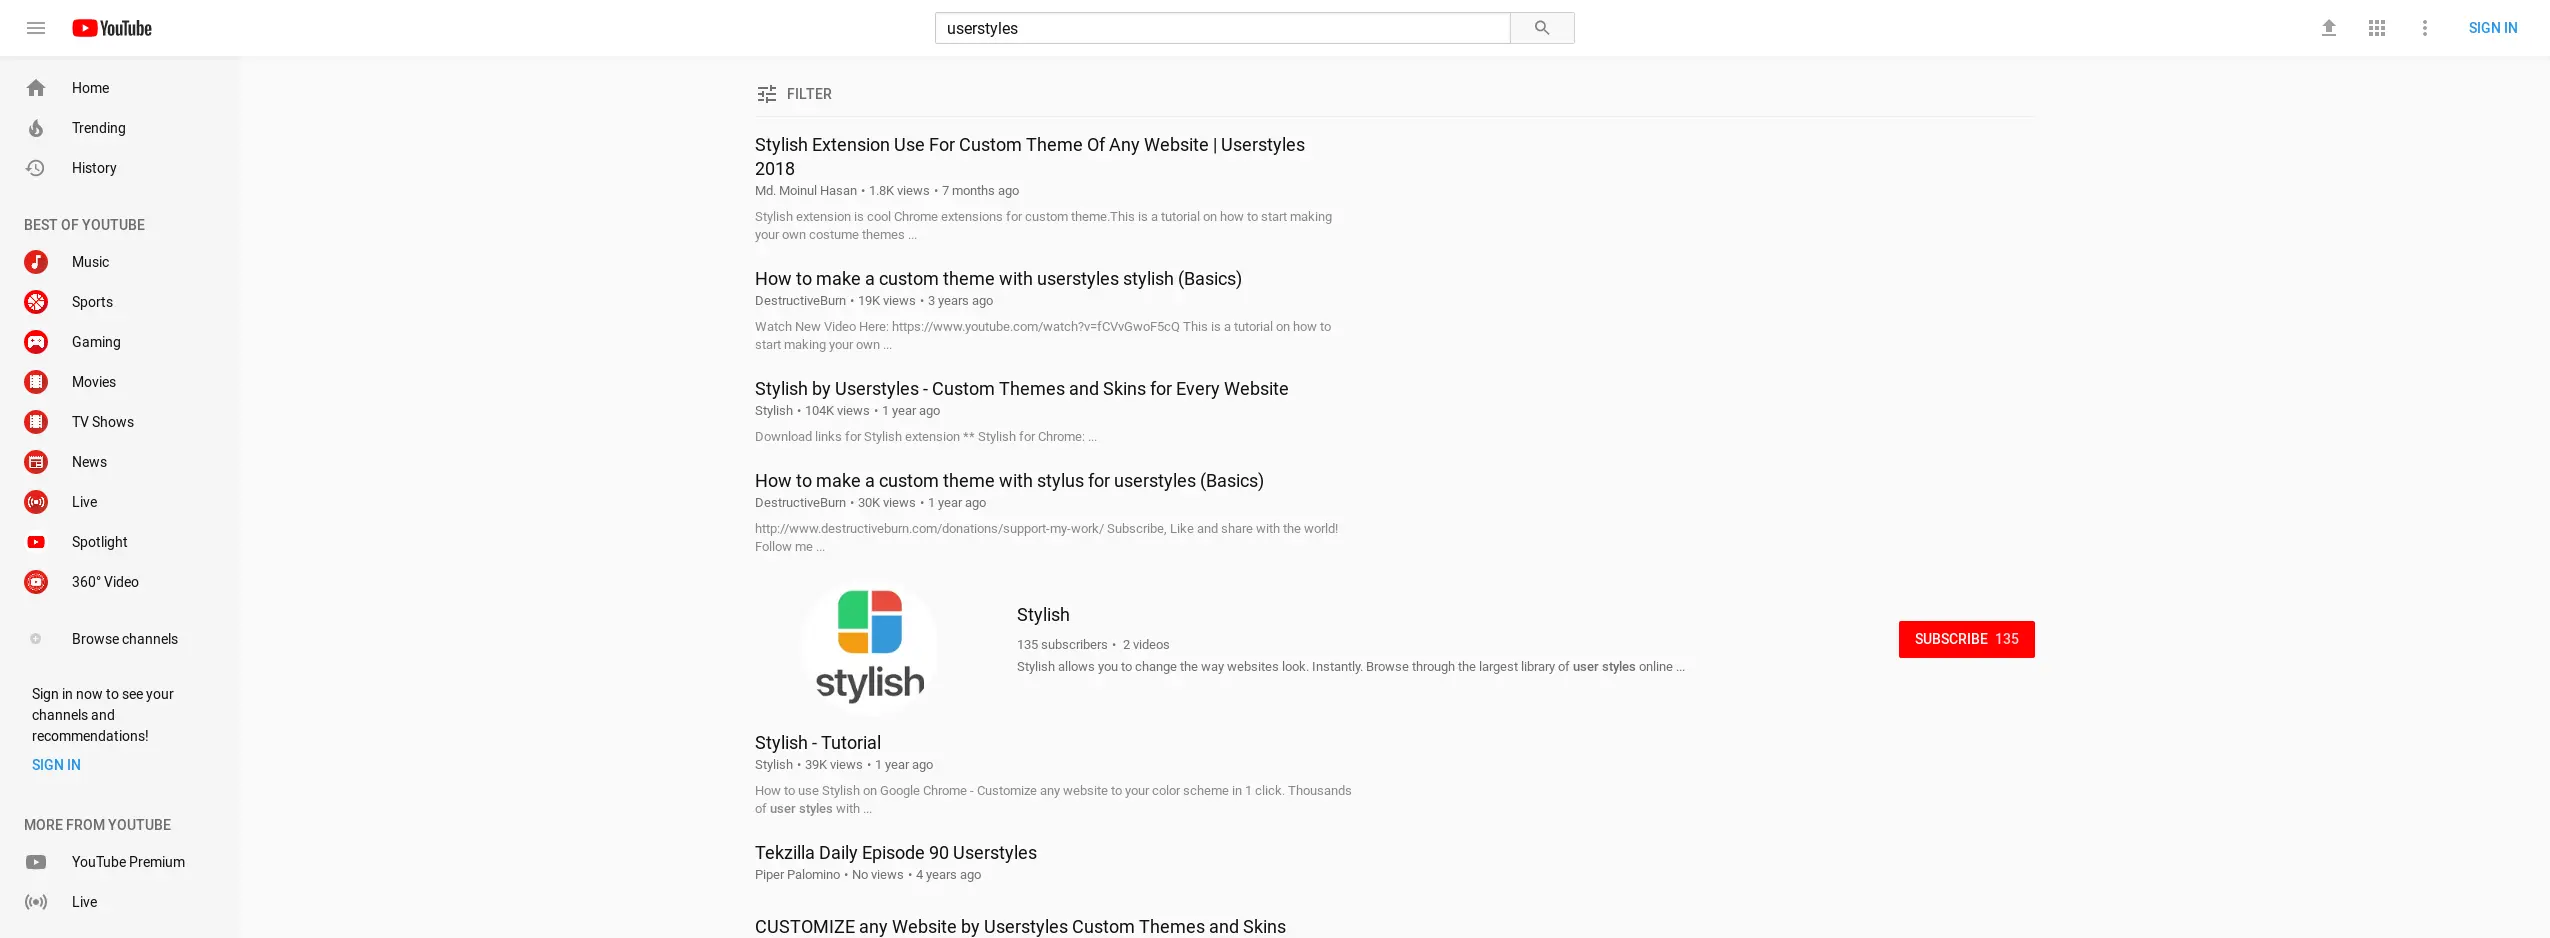 YouTube
userstyles
SIGN IN
Home
Trending
History
BEST OF YOUTUBE
Music
Sports
Gaming
Movies
TV Shows
News
Live
Spotlight
360° Video
Browse channels
Sign in now to see your
channels and
recommendations!
SIGN IN
MORE FROM YOUTUBE
YouTube Premium
Live
FILTER
Stylish Extension Use For Custom Theme Of Any Website | Userstyles
2018
Md. Moinul Hasan • 1.8K views • 7 months ago
Stylish extension is cool Chrome extensions for custom theme.This is a tutorial on how to start making
your own costume themes ...
How to make a custom theme with userstyles stylish (Basics)
DestructiveBurn • 19K views • 3 years ago
Watch New Video Here: https://www.youtube.com/watch?v=fCVvGwoF5cQ This is a tutorial on how to
start making your own ...
Stylish by Userstyles - Custom Themes and Skins for Every Website
Stylish • 104K views • 1 year ago
Download links for Stylish extension ** Stylish for Chrome: ...
How to make a custom theme with stylus for userstyles (Basics)
DestructiveBurn • 30K views • 1 year ago
http://www.destructiveburn.com/donations/support-my-work/ Subscribe, Like and share with the world!
Follow me ...
stylish
Stylish
135 subscribers • 2 videos
Stylish allows you to change the way websites look. Instantly. Browse through the largest library of user styles online ...
SUBSCRIBE 135
Stylish - Tutorial
Stylish • 39K views • 1 year ago
How to use Stylish on Google Chrome - Customize any website to your color scheme in 1 click. Thousands
of user styles with ...
Tekzilla Daily Episode 90 Userstyles
Piper Palomino • No views • 4 years ago
CUSTOMIZE any Website by Userstyles Custom Themes and Skins